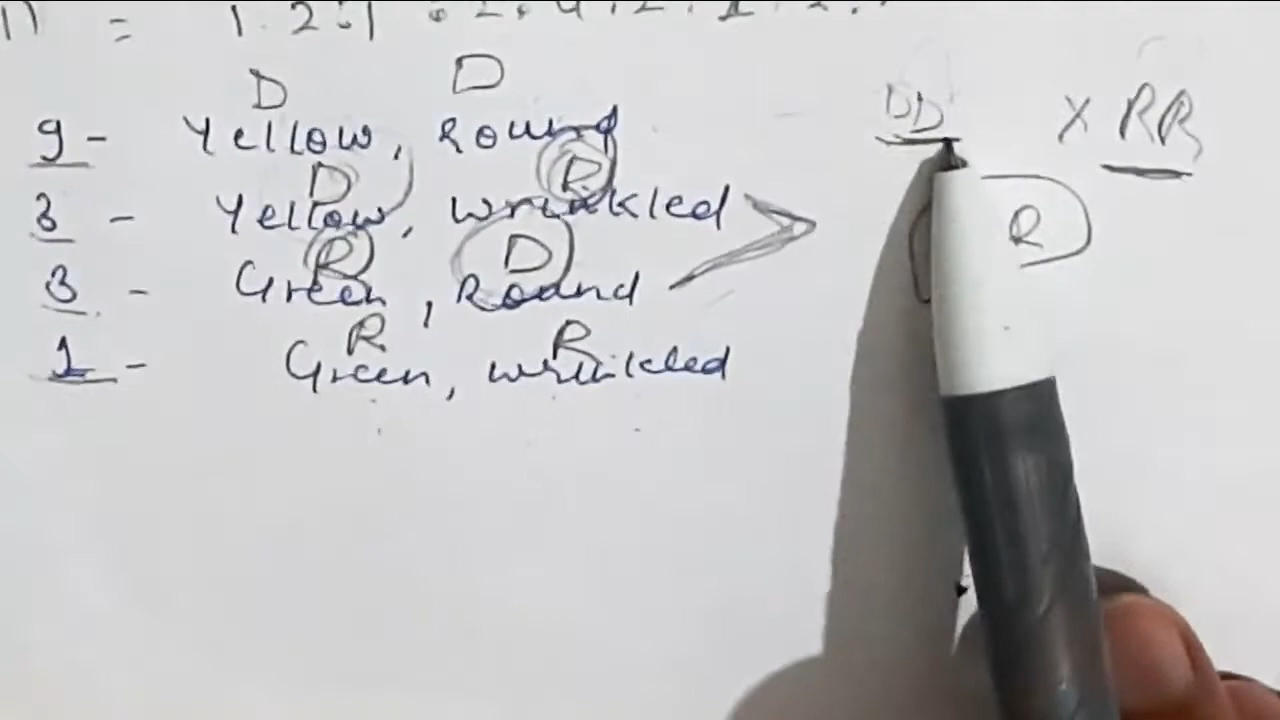 = 1:2:1
D D
9 - Yellow, Round
D R
3 - Yellow, wrinkled
R D
3 - Green, Round
R R
1 - Green, wrinkled
DD X RR
R